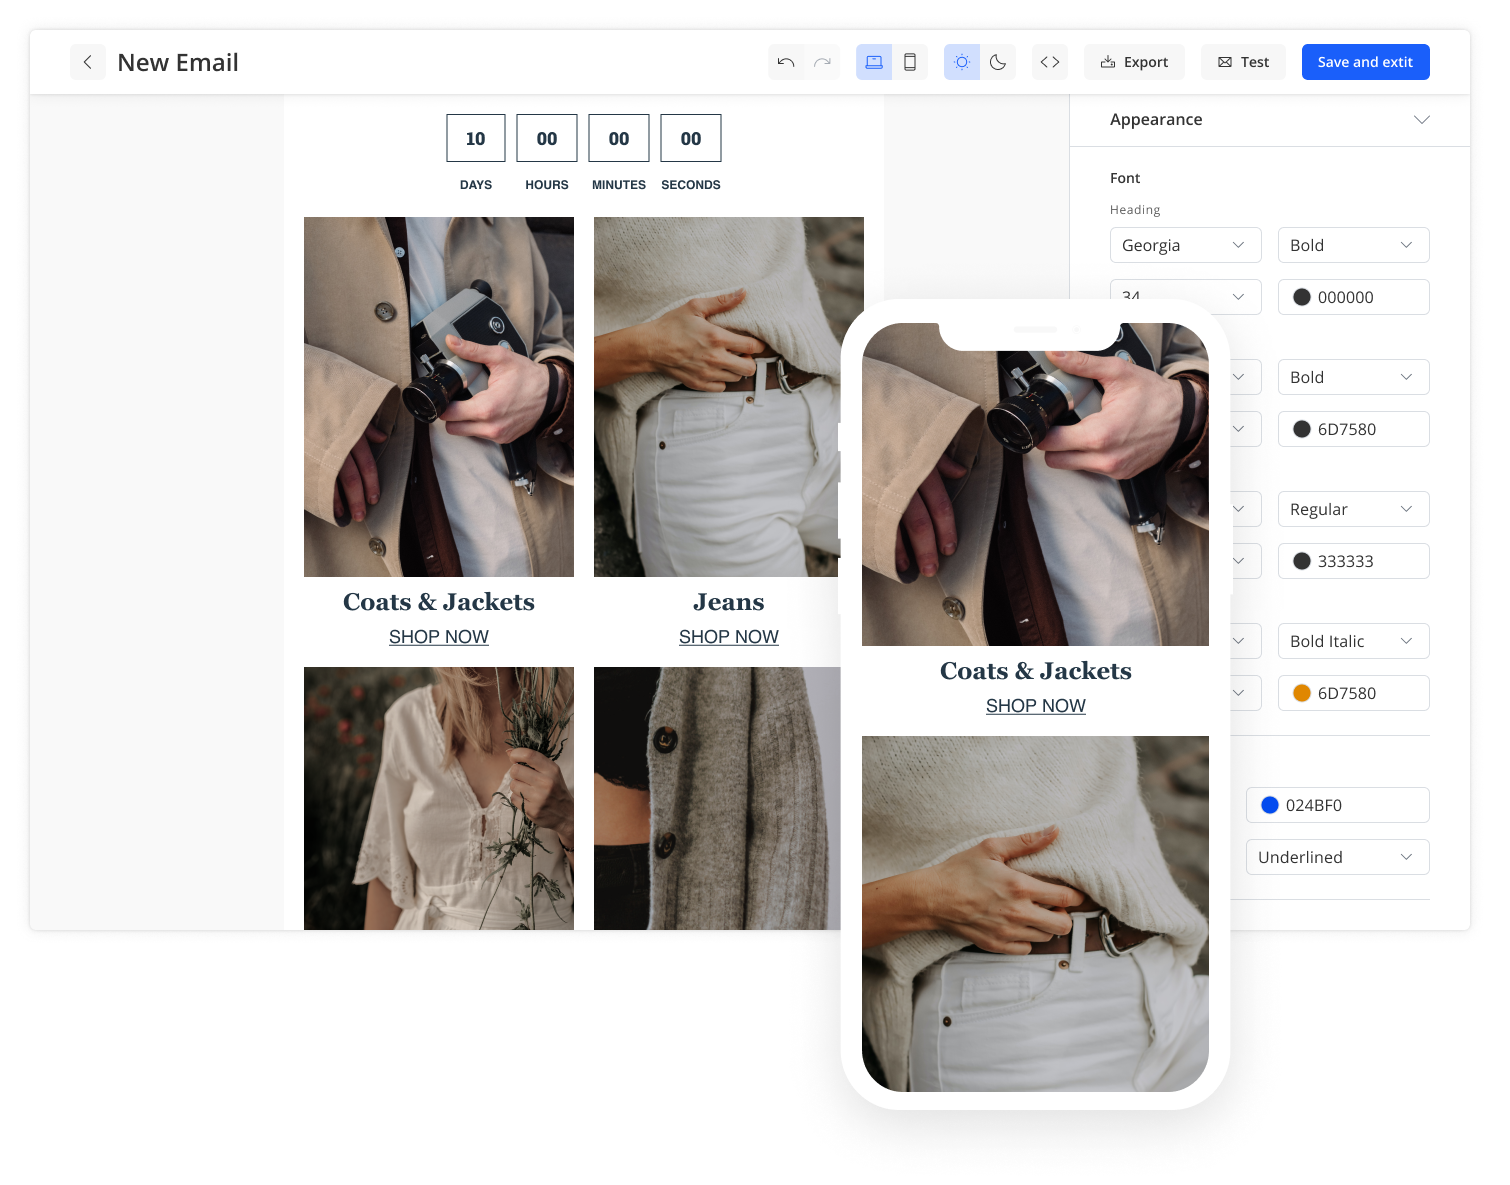 New Email
Export
Test
Save and extit
10
00
00
00
DAYS
HOURS
MINUTES
SECONDS
Coats & Jackets
SHOP NOW
Jeans
SHOP NOW
Coats & Jackets
SHOP NOW
Appearance
Font
Heading
Georgia
Bold
34
000000
Bold
6D7580
Regular
333333
Bold Italic
6D7580
024BF0
Underlined